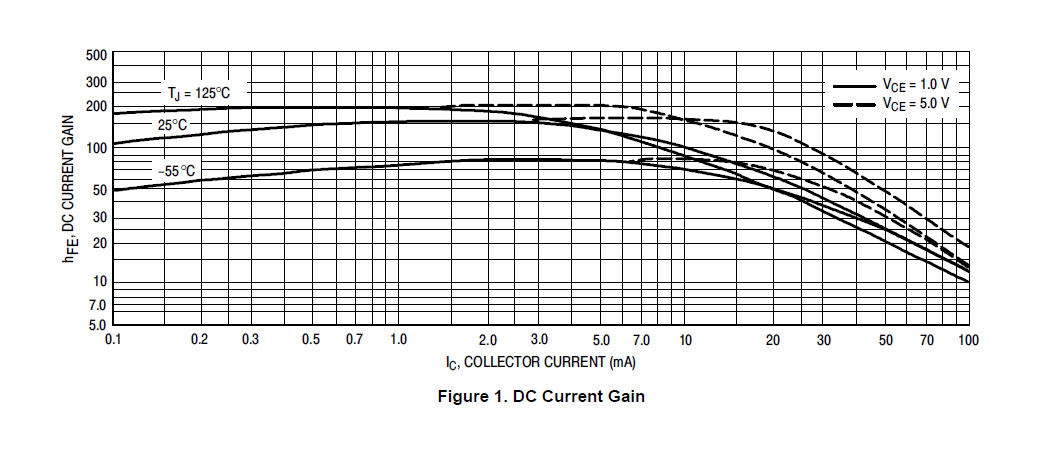 500
300
200
100
50
30
20
10
7.0
5.0
hFE, DC CURRENT GAIN
TJ = 125°C
25°C
–55°C
VCE = 1.0 V
VCE = 5.0 V
0.1 0.2 0.3 0.5 0.7 1.0 2.0 3.0 5.0 7.0 10 20 30 50 70 100
IC, COLLECTOR CURRENT (mA)
Figure 1. DC Current Gain